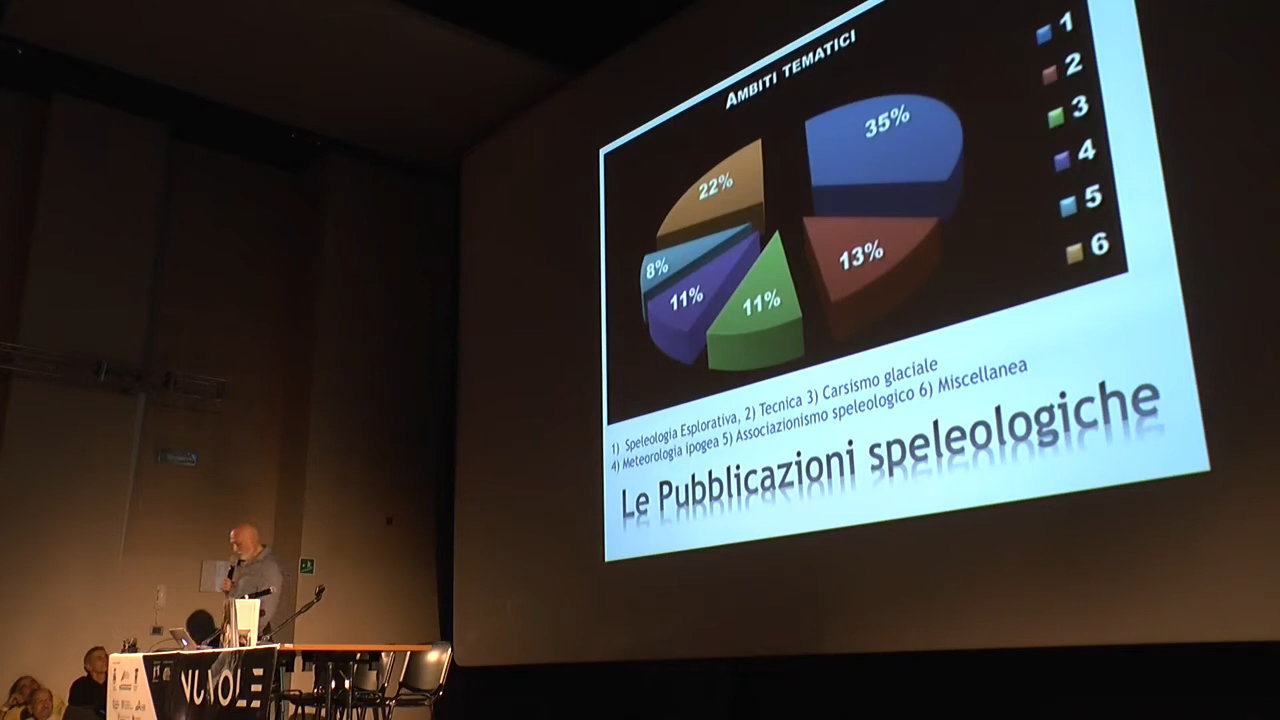 AMBITI TEMATICI
35%
13%
11%
11%
8%
22%
1
2
3
4
5
6
1) Speleologia Esplorativa, 2) Tecnica 3) Carsismo glaciale
4) Meteorologia ipogea 5) Associazionismo speleologico 6) Miscellanea
Le Pubblicazioni speleologiche
NUVOLE